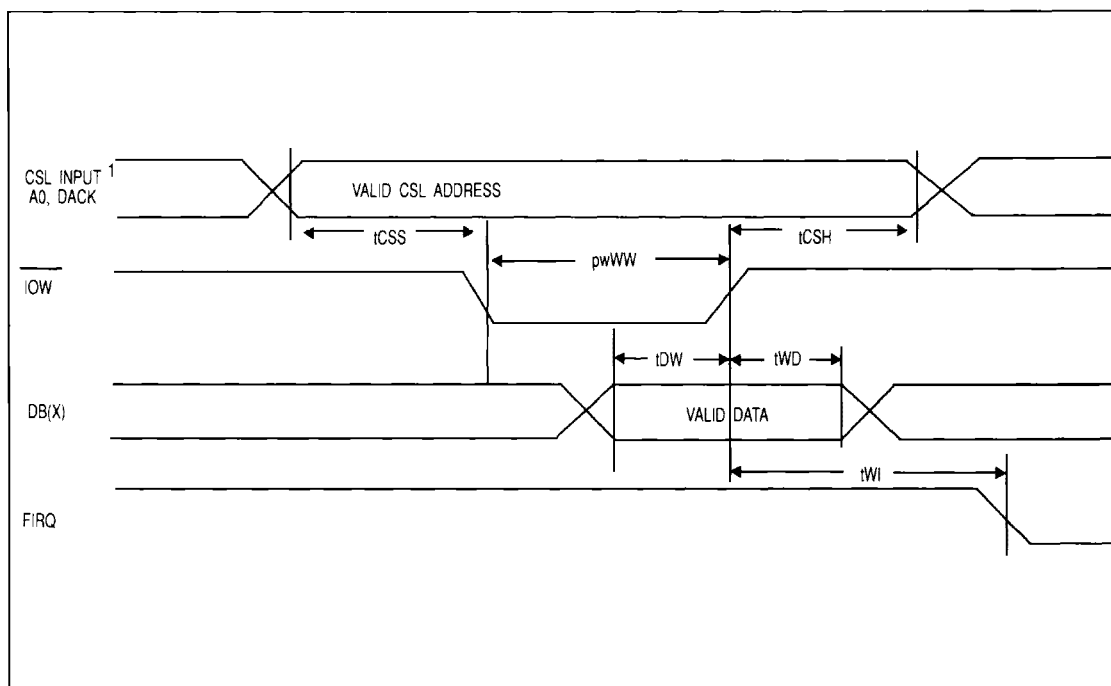 CSL INPUT 1
A0, DACK
VALID CSL ADDRESS
tCSS
tCSH
pwWW
IOW
tDW
tWD
DB(X)
VALID DATA
tWI
FIRQ